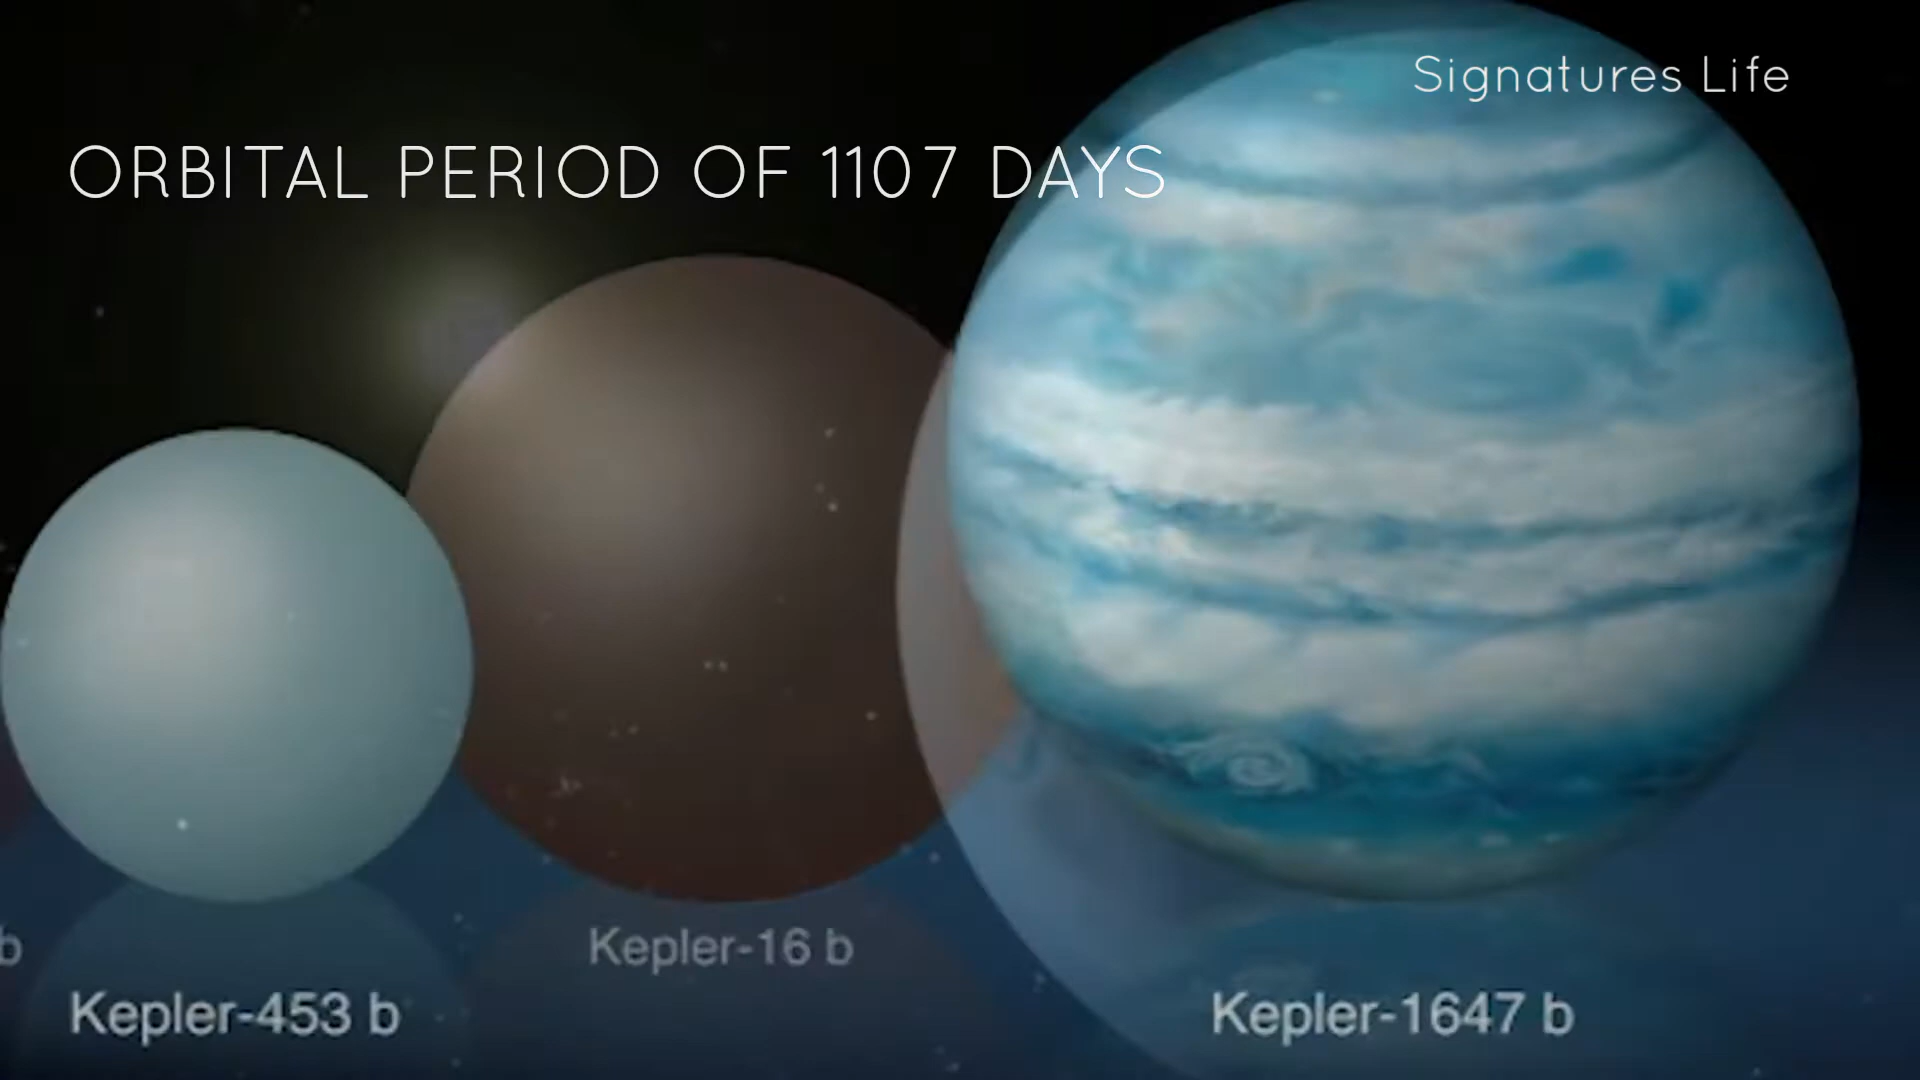 Signatures Life
ORBITAL PERIOD OF 1107 DAYS
b
Kepler-16 b
Kepler-453 b
Kepler-1647 b